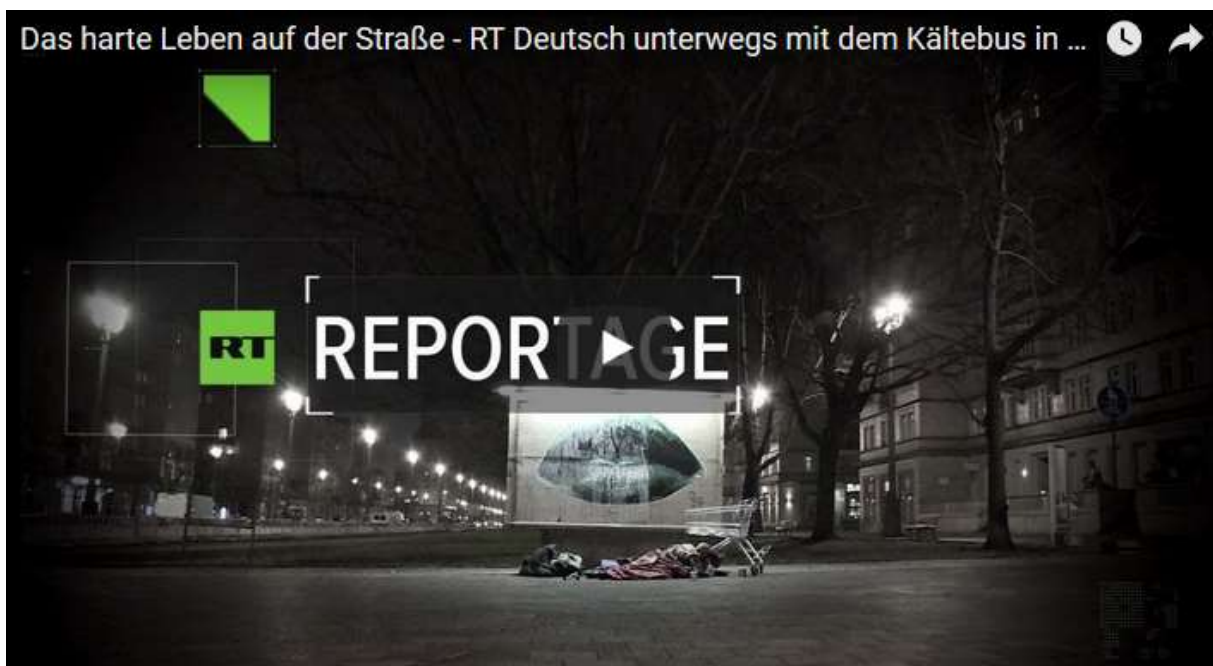 Das harte Leben auf der Straße - RT Deutsch unterwegs mit dem Kältebus in ...
RT
REPORTAGE